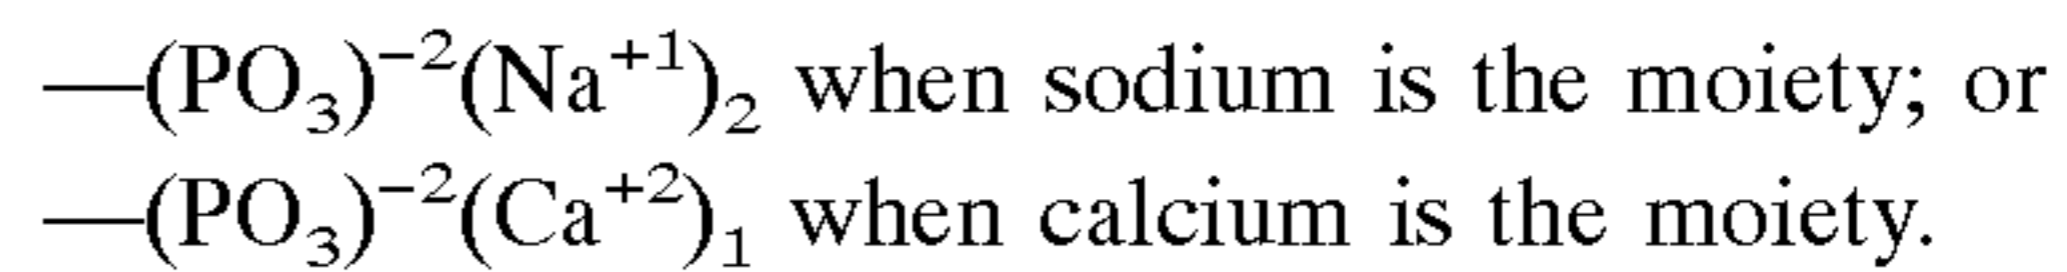 —(PO₃)⁻²(Na⁺¹)₂ when sodium is the moiety; or
—(PO₃)⁻²(Ca⁺²)₁ when calcium is the moiety.